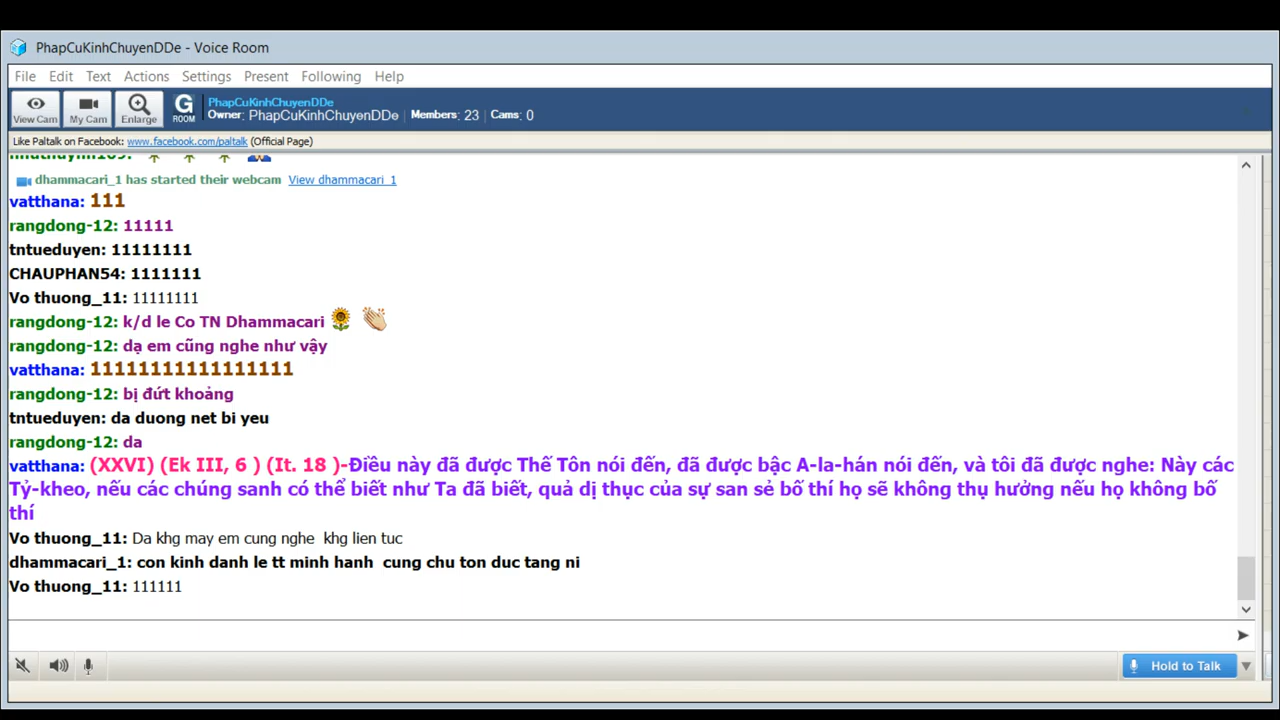 PhapCuKinhChuyenDDe - Voice Room
File Edit Text Actions Settings Present Following Help
View Cam My Cam Enlarge G ROOM
PhapCuKinhChuyenDDe
Owner: PhapCuKinhChuyenDDe Members: 23 Cams: 0
Like Paltalk on Facebook: www.facebook.com/paltalk (Official Page)
dhammacari_1 has started their webcam View dhammacari_1
vatthana: 111
rangdong-12: 11111
tntueduyen: 11111111
CHAUPHAN54: 1111111
Vo thuong_11: 11111111
rangdong-12: k/d le Co TN Dhammacari
rangdong-12: dạ em cũng nghe như vậy
vatthana: 11111111111111111
rangdong-12: bị đứt khoảng
tntueduyen: da duong net bi yeu
rangdong-12: da
vatthana: (XXVI) (Ek III, 6 ) (It. 18 )-Điều này đã được Thế Tôn nói đến, đã được bậc A-la-hán nói đến, và tôi đã được nghe: Này các
Tỷ-kheo, nếu các chúng sanh có thể biết như Ta đã biết, quả dị thục của sự san sẻ bố thí họ sẽ không thụ hưởng nếu họ không bố
thí
Vo thuong_11: Da khg may em cung nghe khg lien tuc
dhammacari_1: con kinh danh le tt minh hanh cung chu ton duc tang ni
Vo thuong_11: 111111
Hold to Talk